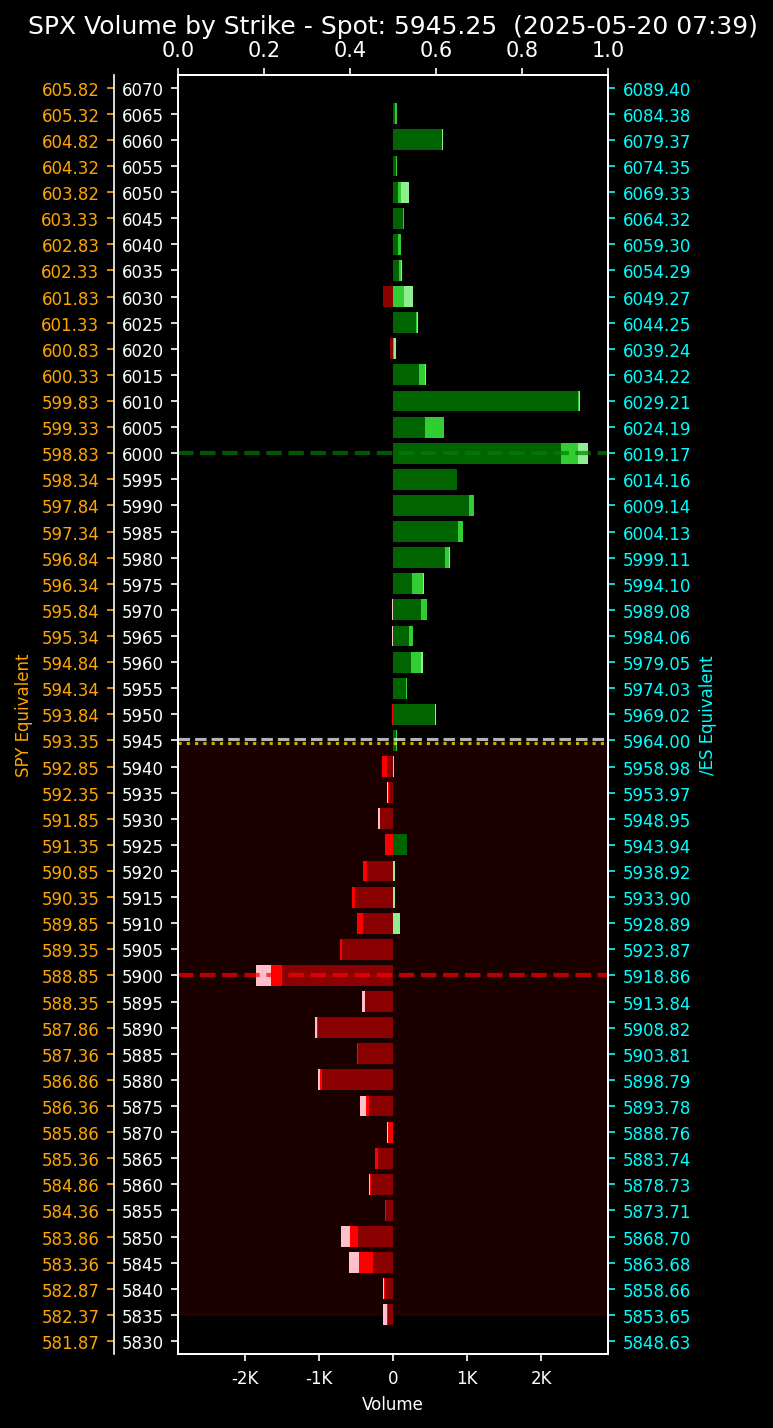 SPX Volume by Strike - Spot: 5945.25 (2025-05-20 07:39)
0.0 0.2 0.4 0.6 0.8 1.0
605.82 6070 6089.40
605.32 6065 6084.38
604.82 6060 6079.37
604.32 6055 6074.35
603.82 6050 6069.33
603.33 6045 6064.32
602.83 6040 6059.30
602.33 6035 6054.29
601.83 6030 6049.27
601.33 6025 6044.25
600.83 6020 6039.24
600.33 6015 6034.22
599.83 6010 6029.21
599.33 6005 6024.19
598.83 6000 6019.17
598.34 5995 6014.16
597.84 5990 6009.14
597.34 5985 6004.13
596.84 5980 5999.11
596.34 5975 5994.10
595.84 5970 5989.08
595.34 5965 5984.06
594.84 5960 5979.05
594.34 5955 5974.03
593.84 5950 5969.02
SPY Equivalent
/ES Equivalent
593.35 5945 5964.00
592.85 5940 5958.98
592.35 5935 5953.97
591.85 5930 5948.95
591.35 5925 5943.94
590.85 5920 5938.92
590.35 5915 5933.90
589.85 5910 5928.89
589.35 5905 5923.87
588.85 5900 5918.86
588.35 5895 5913.84
587.86 5890 5908.82
587.36 5885 5903.81
586.86 5880 5898.79
586.36 5875 5893.78
585.86 5870 5888.76
585.36 5865 5883.74
584.86 5860 5878.73
584.36 5855 5873.71
583.86 5850 5868.70
583.36 5845 5863.68
582.87 5840 5858.66
582.37 5835 5853.65
581.87 5830 5848.63
-2K -1K 0 1K 2K
Volume